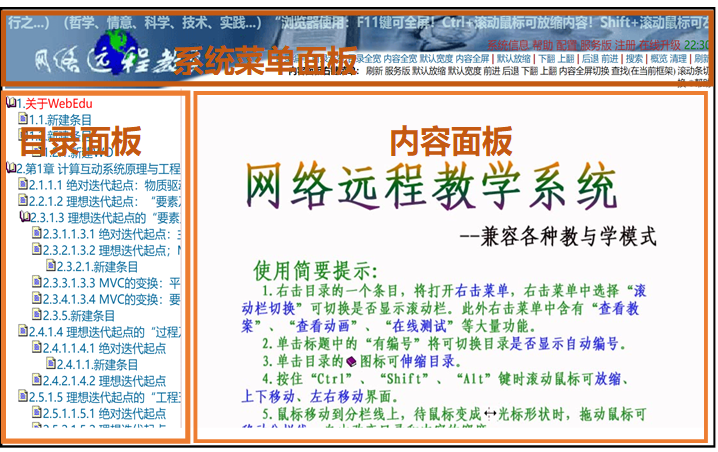 行之...) (哲学、情意、科学、技术、实践...) “浏览器使用: F11键可全屏! Ctrl+滚动鼠标可放缩内容! Shift+滚动鼠标可左
网络远程教学
系统菜单面板
系统信息 帮助 配置 服务版 注册 在线升级 22:30
全宽 内容全宽 默认宽度 内容全屏 | 默认放缩 | 下翻 上翻 | 后退 前进 | 搜索 | 概览 清理 | 刷新
刷新 服务版 默认放缩 默认宽度 前进 后退 下翻 上翻 内容全屏切换 查找(在当前框架) 滚动条切
换
目录面板
1.关于WebEdu
1.1.新建条目
2.第1章 计算互动系统原理与工程
2.1.1.1 绝对迭代起点: 物质驱
2.2.1.2 理想迭代起点: “要素
2.3.1.3 理想迭代起点的“要素
2.3.1.1.3.1 绝对迭代起点:
2.3.2.1.3.2 理想迭代起点;
2.3.2.1.新建条目
2.3.3.1.3.3 MVC的变换: 平
2.3.4.1.3.4 MVC的变换: 要
2.3.5.新建条目
2.4.1.4 理想迭代起点的“过程
2.4.1.1.4.1 绝对迭代起点
2.4.1.1.新建条目
2.4.2.1.4.2 理想迭代起点
2.5.1.5 理想迭代起点的“工程
2.5.1.1.5.1 绝对迭代起点
2.5.2.1.5.2 理想迭代起点
内容面板
网络远程教学系统
--兼容各种教与学模式
使用简要提示:
1.右击目录的一个条目，将打开右击菜单，右击菜单中选择“滚
动栏切换”可切换是否显示滚动栏。此外右击菜单中含有“查看教
案”、“查看动画”、“在线测试”等大量功能。
2.单击标题中的“有编号”将可切换目录是否显示自动编号。
3.单击目录的图标可伸缩目录。
4.按住“Ctrl”、“Shift”、“Alt”键时滚动鼠标可放缩、
上下移动、左右移动界面。
5.鼠标移动到分栏线上，待鼠标变成光标形状时，拖动鼠标可